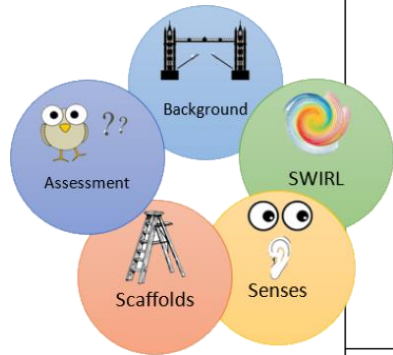 Background
??
Assessment
SWIRL
Scaffolds
Senses